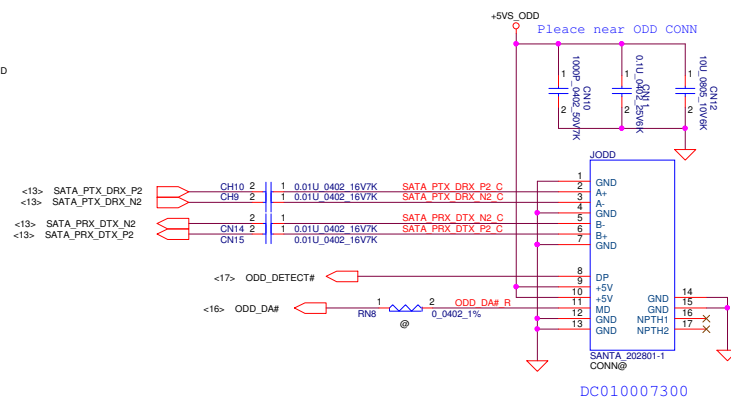 +5VS_ODD
Pleace near ODD CONN
D
1 2
1000P_0402_50V7K
CN10
1 2
0.1U_0402_25V6K
CN11
1 2
10U_0805_10V6K
CN12
JODD
<13> SATA_PTX_DRX_P2 CH10 2 1 0.01U_0402_16V7K SATA_PTX_DRX_P2_C
<13> SATA_PTX_DRX_N2 CH9 2 1 0.01U_0402_16V7K SATA_PTX_DRX_N2_C
<13> SATA_PRX_DTX_N2 CN14 2 1 0.01U_0402_16V7K SATA_PRX_DTX_N2_C
<13> SATA_PRX_DTX_P2 CN15 2 1 0.01U_0402_16V7K SATA_PRX_DTX_P2_C
1 GND
2 A+
3 A-
4 GND
5 B-
6 B+
7 GND
<17> ODD_DETECT#
8 DP
9 +5V
10 +5V
<16> ODD_DA# 1 2 ODD_DA#_R 11 MD
RN8 0_0402_1%
@
12 GND
13 GND
GND 14
GND 15
NPTH1 16
NPTH2 17
SANTA_202801-1
CONN@
DC010007300